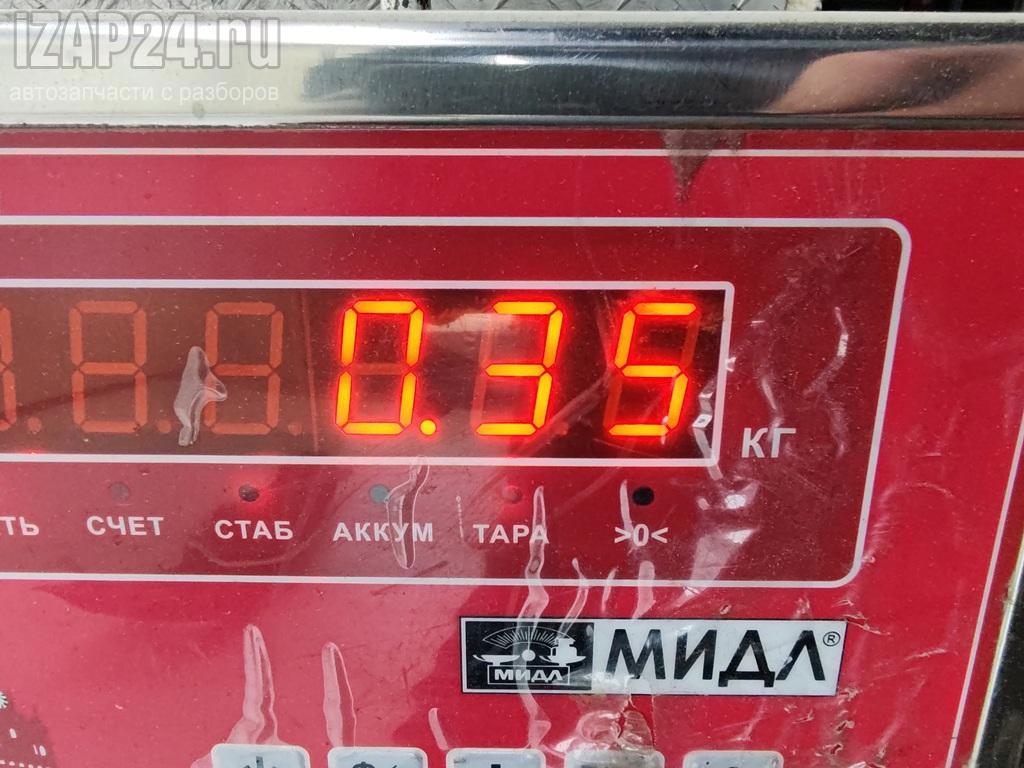 IZAP24.ru
автозапчасти с разборов
0.35
КГ
СЧЕТ СТАБ АККУМ ТАРА >0<
МИДЛ МИДЛ®